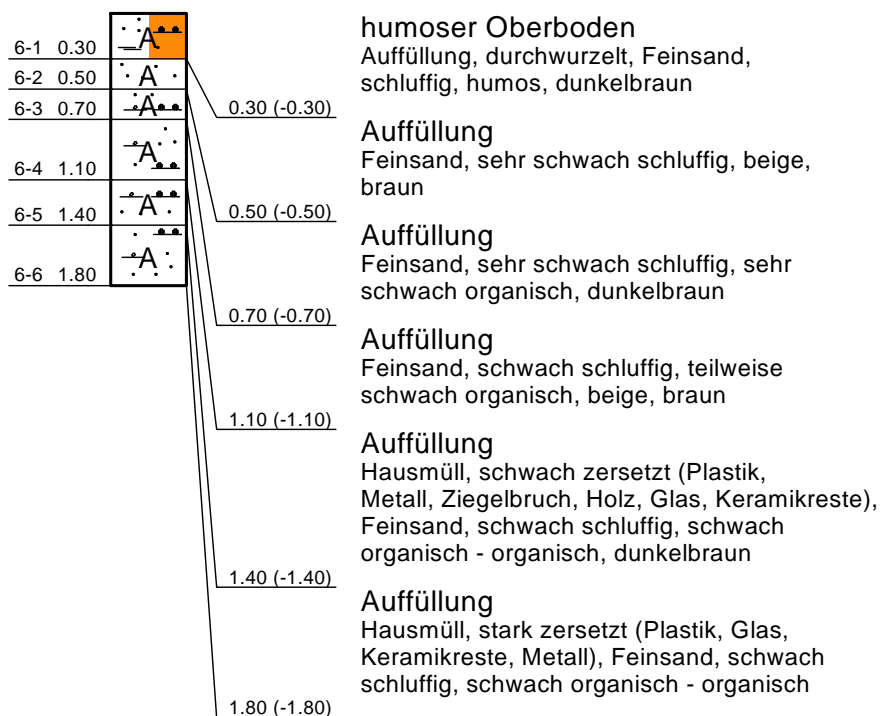 6-1 0.30
A
6-2 0.50
A
6-3 0.70
A
6-4 1.10
A
6-5 1.40
A
6-6 1.80
A
humoser Oberboden
Auffüllung, durchwurzelt, Feinsand,
schluffig, humos, dunkelbraun
0.30 (-0.30)
Auffüllung
Feinsand, sehr schwach schluffig, beige,
braun
0.50 (-0.50)
Auffüllung
Feinsand, sehr schwach schluffig, sehr
schwach organisch, dunkelbraun
0.70 (-0.70)
Auffüllung
Feinsand, schwach schluffig, teilweise
schwach organisch, beige, braun
1.10 (-1.10)
Auffüllung
Hausmüll, schwach zersetzt (Plastik,
Metall, Ziegelbruch, Holz, Glas, Keramikreste),
Feinsand, schwach schluffig, schwach
organisch - organisch, dunkelbraun
1.40 (-1.40)
Auffüllung
Hausmüll, stark zersetzt (Plastik, Glas,
Keramikreste, Metall), Feinsand, schwach
schluffig, schwach organisch - organisch
1.80 (-1.80)